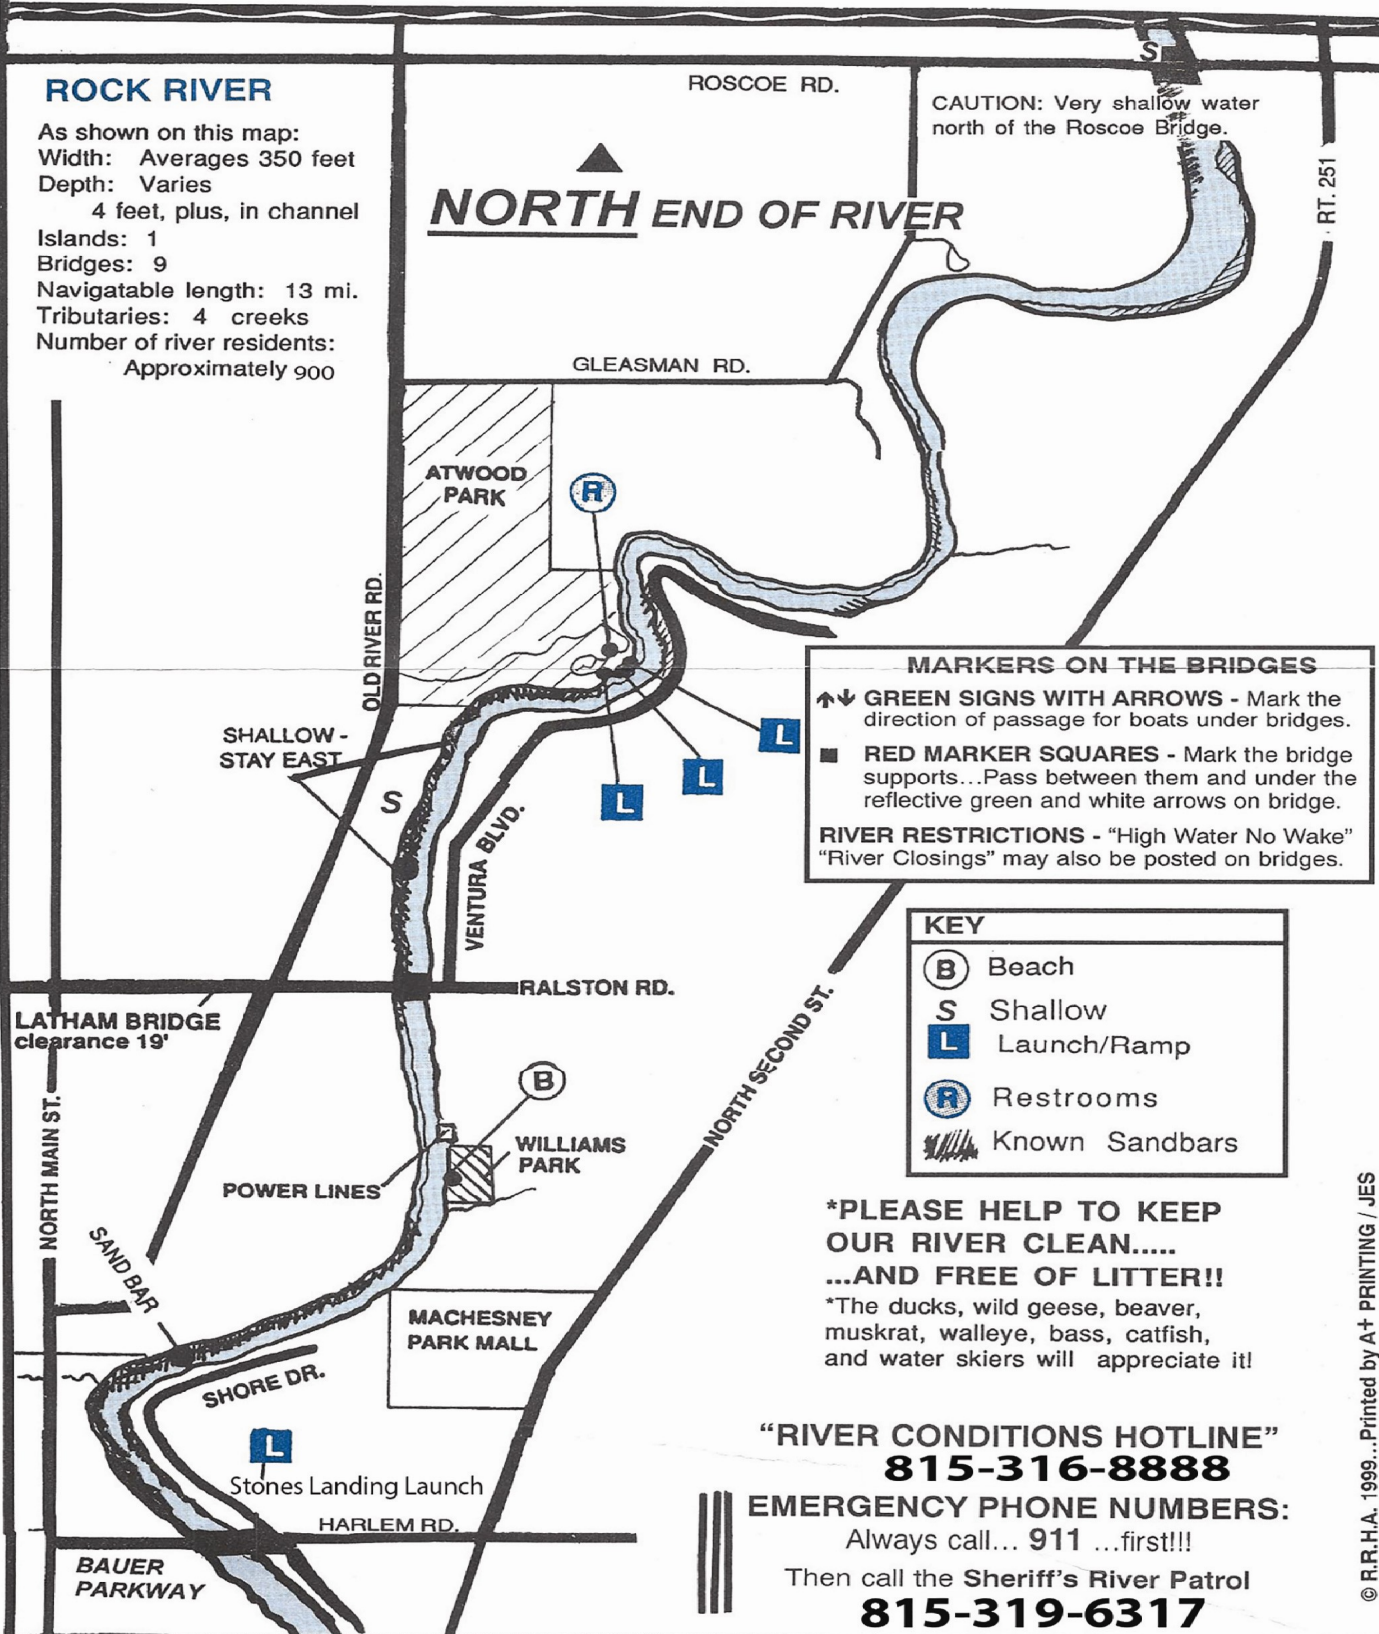 ROCK RIVER
As shown on this map:
Width: Averages 350 feet
Depth: Varies
4 feet, plus, in channel
Islands: 1
Bridges: 9
Navigatable length: 13 mi.
Tributaries: 4 creeks
Number of river residents:
Approximately 900
ROSCOE RD.
S
CAUTION: Very shallow water
north of the Roscoe Bridge.
RT. 251
NORTH END OF RIVER
GLEASMAN RD.
ATWOOD
PARK
R
OLD RIVER RD.
SHALLOW -
STAY EAST
S
L
L
L
VENTURA BLVD.
MARKERS ON THE BRIDGES
GREEN SIGNS WITH ARROWS - Mark the
direction of passage for boats under bridges.
RED MARKER SQUARES - Mark the bridge
supports...Pass between them and under the
reflective green and white arrows on bridge.
RIVER RESTRICTIONS - “High Water No Wake”
“River Closings” may also be posted on bridges.
KEY
B Beach
S Shallow
L Launch/Ramp
R Restrooms
Known Sandbars
RALSTON RD.
LATHAM BRIDGE
clearance 19'
NORTH SECOND ST.
B
WILLIAMS
PARK
POWER LINES
NORTH MAIN ST.
SAND BAR
MACHESNEY
PARK MALL
SHORE DR.
L
Stones Landing Launch
HARLEM RD.
BAUER
PARKWAY
*PLEASE HELP TO KEEP
OUR RIVER CLEAN.....
...AND FREE OF LITTER!!
*The ducks, wild geese, beaver,
muskrat, walleye, bass, catfish,
and water skiers will appreciate it!
“RIVER CONDITIONS HOTLINE”
815-316-8888
EMERGENCY PHONE NUMBERS:
Always call... 911 ...first!!!
Then call the Sheriff's River Patrol
815-319-6317
© R.R.H.A. 1999...Printed by A+ PRINTING / JES